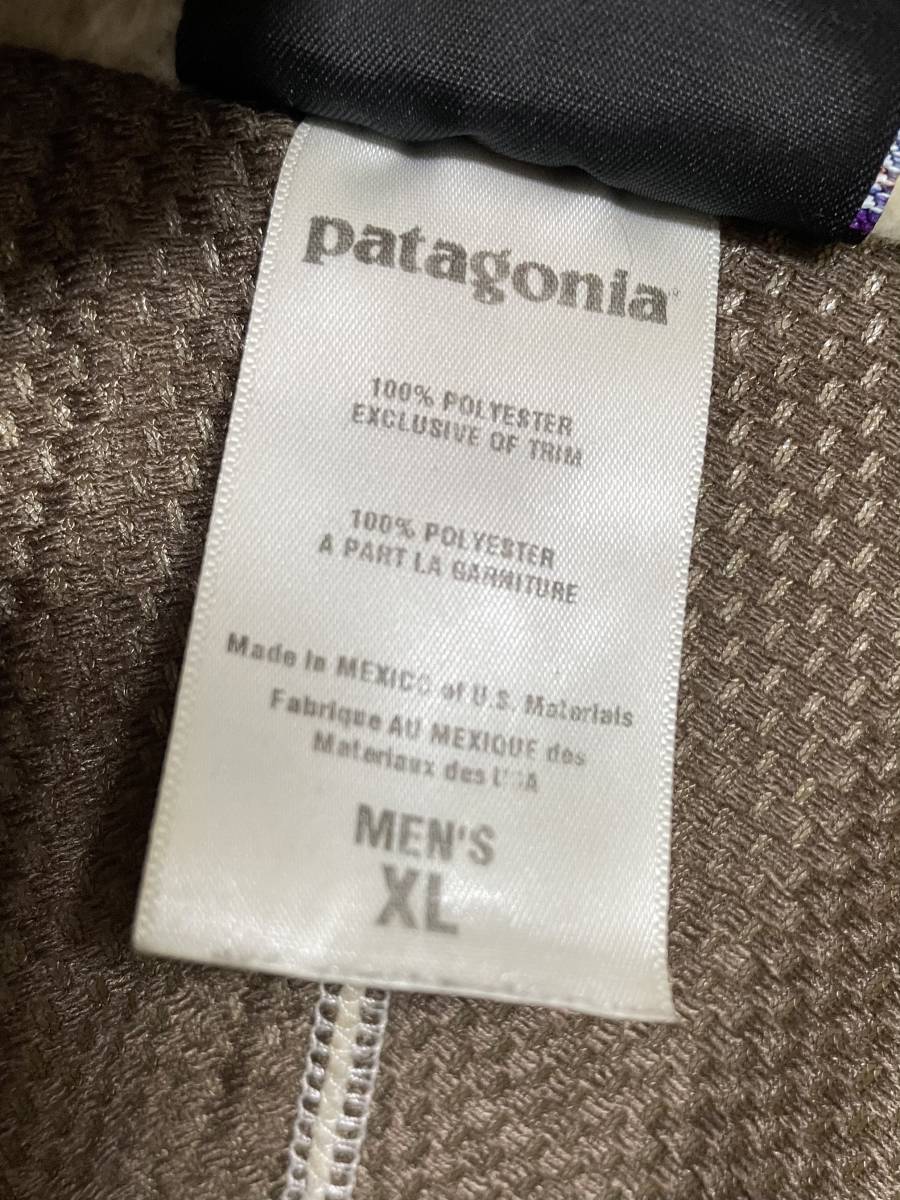 patagonia
100% POLYESTER
EXCLUSIVE OF TRIM
100% POLYESTER
A PART LA GARNITURE
Made in MEXICO of U.S. Materials
Fabrique AU MEXIQUE des
Materiaux des USA
MEN'S
XL